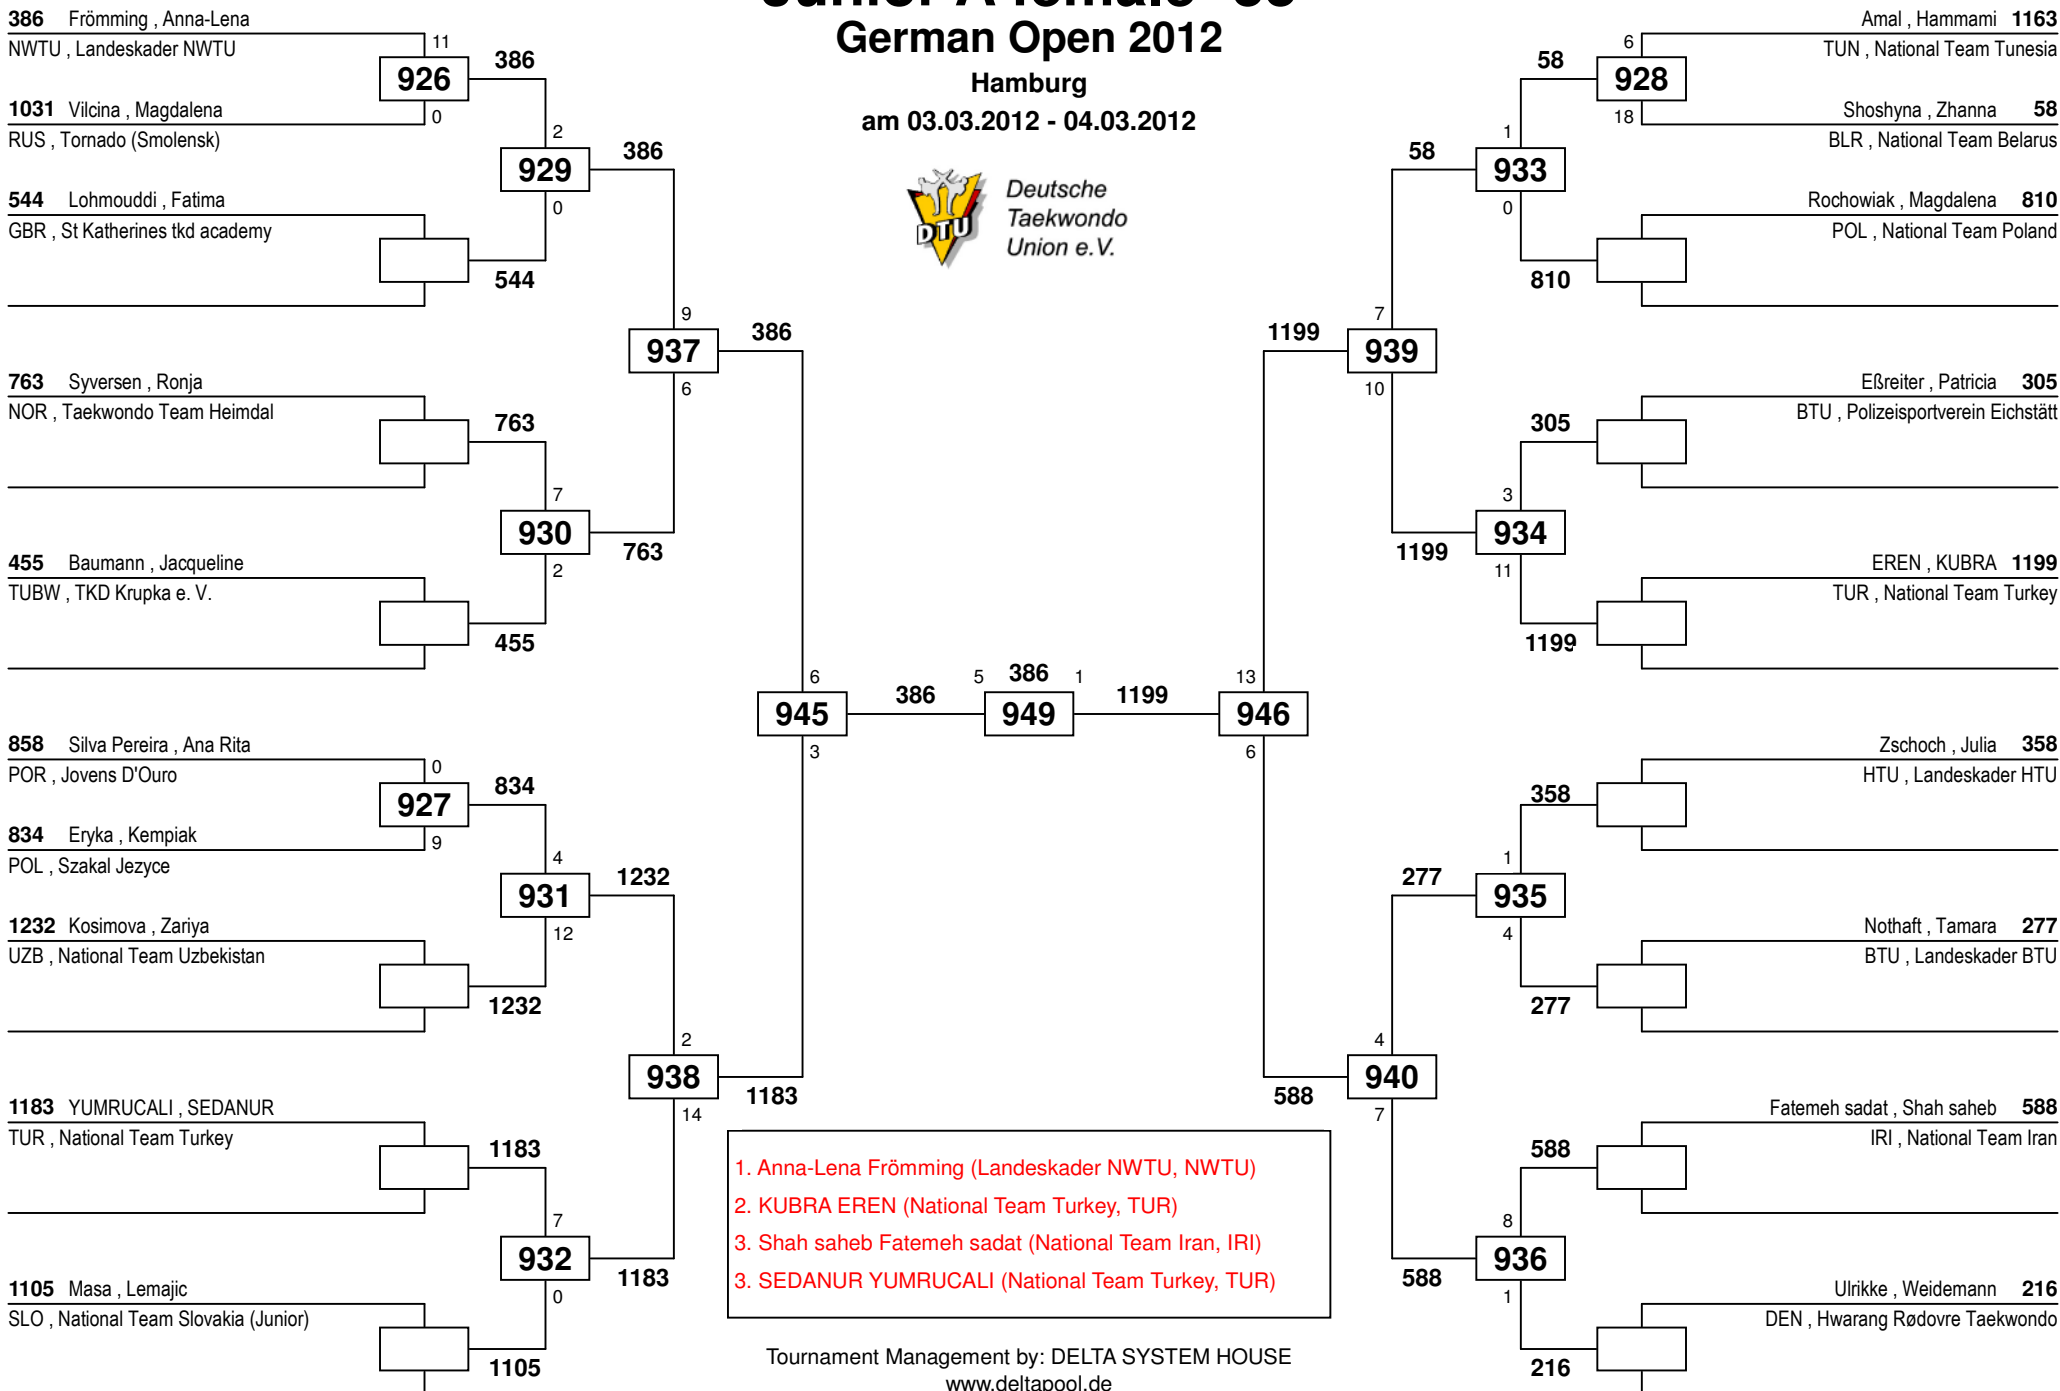 Junior A female -55
German Open 2012
Hamburg
am 03.03.2012 - 04.03.2012
DTU
Deutsche
Taekwondo
Union e.V.
386 Frömming , Anna-Lena
NWTU , Landeskader NWTU
11
926
386
0
1031 Vilcina , Magdalena
RUS , Tornado (Smolensk)
2
929
386
0
544 Lohmouddi , Fatima
GBR , St Katherines tkd academy
544
9
937
386
6
763 Syversen , Ronja
NOR , Taekwondo Team Heimdal
763
7
930
763
2
455 Baumann , Jacqueline
TUBW , TKD Krupka e. V.
455
6
945
386
3
858 Silva Pereira , Ana Rita
POR , Jovens D'Ouro
0
927
834
9
834 Eryka , Kempiak
POL , Szakal Jezyce
4
931
1232
12
1232 Kosimova , Zariya
UZB , National Team Uzbekistan
1232
2
938
1183
14
1183 YUMRUCALI , SEDANUR
TUR , National Team Turkey
1183
7
932
1183
0
1105 Masa , Lemajic
SLO , National Team Slovakia (Junior)
1105
5 386 1
949
Amal , Hammami 1163
TUN , National Team Tunesia
6
58
928
18
Shoshyna , Zhanna 58
BLR , National Team Belarus
1
58
933
0
Rochowiak , Magdalena 810
POL , National Team Poland
810
7
1199
939
10
Eßreiter , Patricia 305
BTU , Polizeisportverein Eichstätt
305
3
934
1199
11
EREN , KUBRA 1199
TUR , National Team Turkey
1199
13
1199
946
6
Zschoch , Julia 358
HTU , Landeskader HTU
358
1
277
935
4
Nothaft , Tamara 277
BTU , Landeskader BTU
277
4
940
588
7
Fatemeh sadat , Shah saheb 588
IRI , National Team Iran
588
8
936
588
1
Ulrikke , Weidemann 216
DEN , Hwarang Rødovre Taekwondo
216
1. Anna-Lena Frömming (Landeskader NWTU, NWTU)
2. KUBRA EREN (National Team Turkey, TUR)
3. Shah saheb Fatemeh sadat (National Team Iran, IRI)
3. SEDANUR YUMRUCALI (National Team Turkey, TUR)
Tournament Management by: DELTA SYSTEM HOUSE
www.deltapool.de